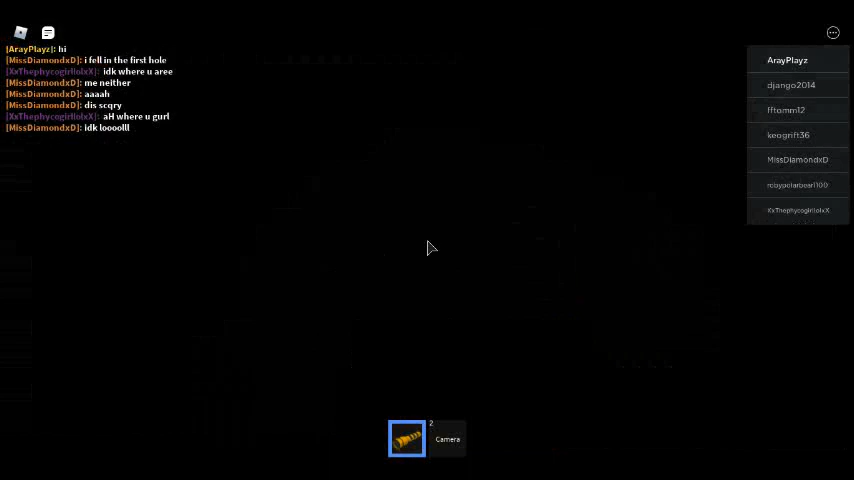 [ArayPlayz]: hi
[MissDiamondxD]: i fell in the first hole
[XxThephycogirllolxX]: idk where u aree
[MissDiamondxD]: me neither
[MissDiamondxD]: aaaah
[MissDiamondxD]: dis scqry
[XxThephycogirllolxX]: aH where u gurl
[MissDiamondxD]: idk loooolll
ArayPlayz
django2014
fftomm12
keogrift36
MissDiamondxD
XxThephycogirllolxX
2
Camera